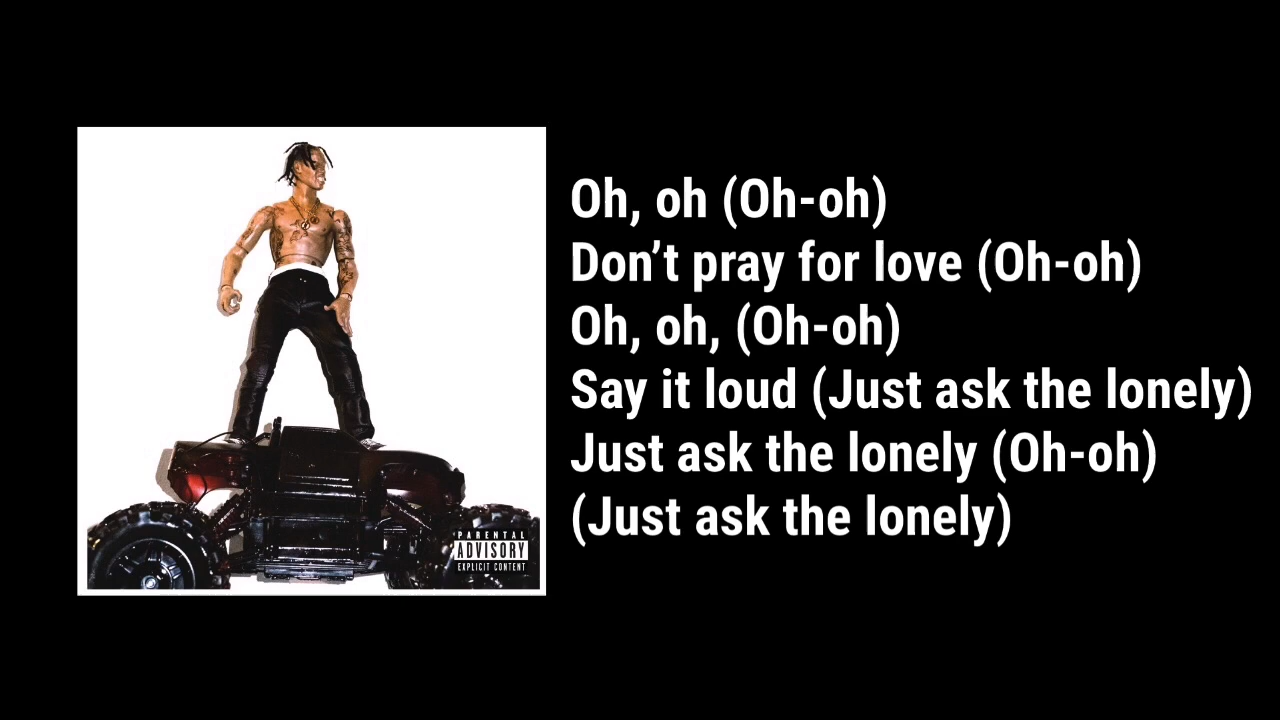 Oh, oh (Oh-oh)
Don’t pray for love (Oh-oh)
Oh, oh, (Oh-oh)
Say it loud (Just ask the lonely)
Just ask the lonely (Oh-oh)
(Just ask the lonely)
PARENTAL
ADVISORY
EXPLICIT CONTENT